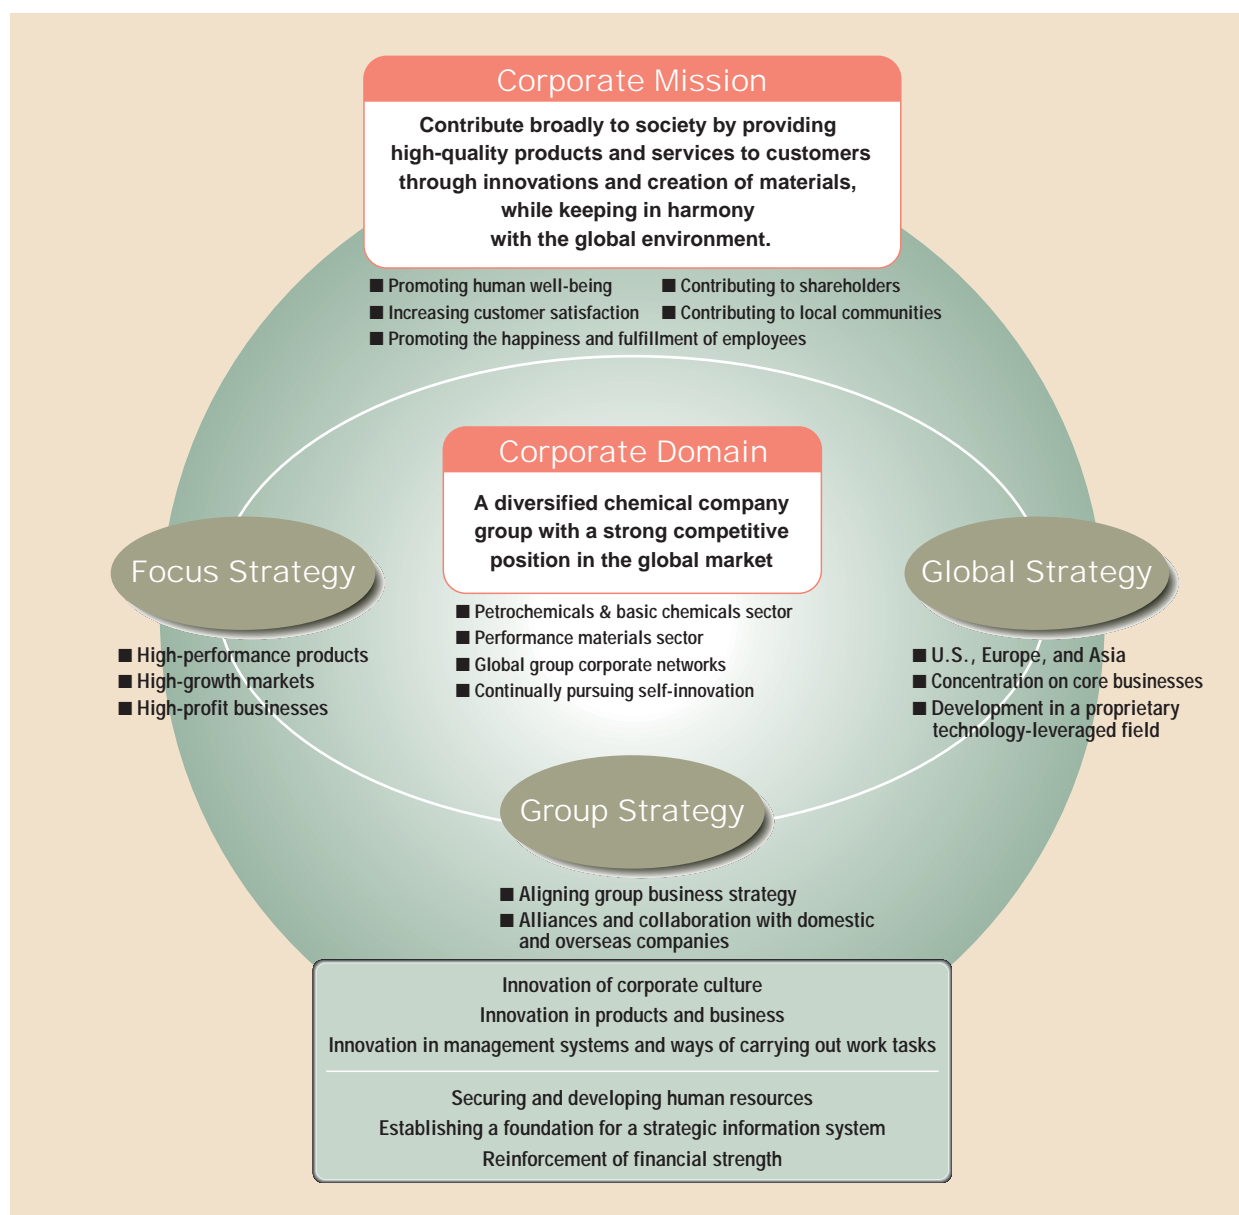 Corporate Mission
Contribute broadly to society by providing
high-quality products and services to customers
through innovations and creation of materials,
while keeping in harmony
with the global environment.
■ Promoting human well-being ■ Contributing to shareholders
■ Increasing customer satisfaction ■ Contributing to local communities
■ Promoting the happiness and fulfillment of employees
Corporate Domain
A diversified chemical company
group with a strong competitive
position in the global market
■ Petrochemicals & basic chemicals sector
■ Performance materials sector
■ Global group corporate networks
■ Continually pursuing self-innovation
Focus Strategy
■ High-performance products
■ High-growth markets
■ High-profit businesses
Global Strategy
■ U.S., Europe, and Asia
■ Concentration on core businesses
■ Development in a proprietary
technology-leveraged field
Group Strategy
■ Aligning group business strategy
■ Alliances and collaboration with domestic
and overseas companies
Innovation of corporate culture
Innovation in products and business
Innovation in management systems and ways of carrying out work tasks
Securing and developing human resources
Establishing a foundation for a strategic information system
Reinforcement of financial strength